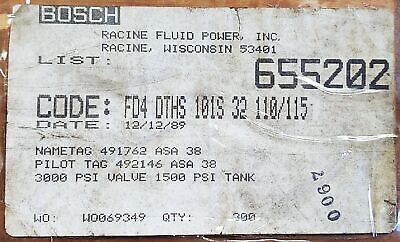 BOSCH
RACINE FLUID POWER, INC.
RACINE, WISCONSIN 53401
LIST:
655202
CODE: FD4 DTHS 101S 32 110/115
DATE: 12/12/89
NAMETAG 491762 ASA 38
PILOT TAG 492146 ASA 38
3000 PSI VALVE 1500 PSI TANK
0067
WO: WO069349 QTY: 300